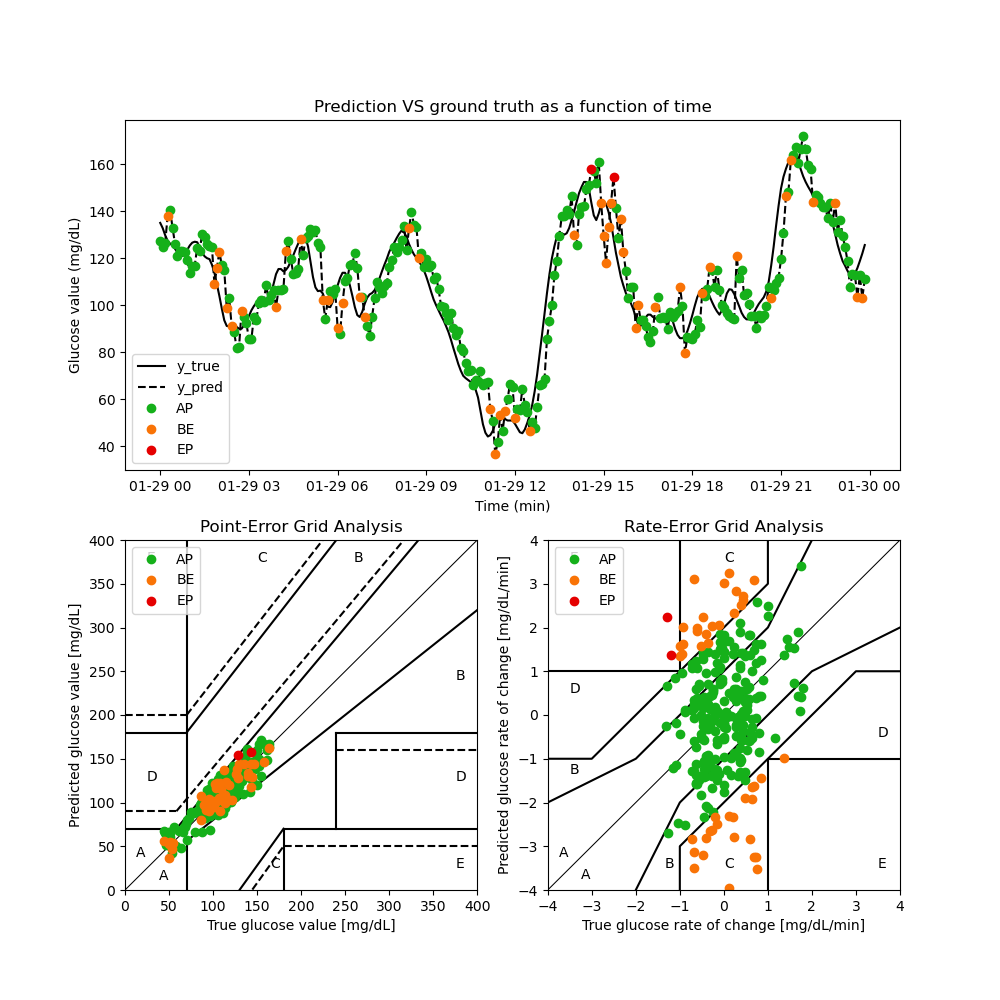 Prediction VS ground truth as a function of time
Glucose value (mg/dL)
160
140
120
100
80
60
40
y_true
y_pred
AP
BE
EP
01-29 00 01-29 03 01-29 06 01-29 09 01-29 12 01-29 15 01-29 18 01-29 21 01-30 00
Time (min)
Point-Error Grid Analysis
Predicted glucose value [mg/dL]
400
350
300
250
200
150
100
50
0
AP
BE
EP
C
B
B
D
D
A
A
C
E
0 50 100 150 200 250 300 350 400
True glucose value [mg/dL]
Rate-Error Grid Analysis
Predicted glucose rate of change [mg/dL/min]
4
3
2
1
0
−1
−2
−3
−4
AP
BE
EP
C
D
D
B
A
A
B
C
E
−4 −3 −2 −1 0 1 2 3 4
True glucose rate of change [mg/dL/min]